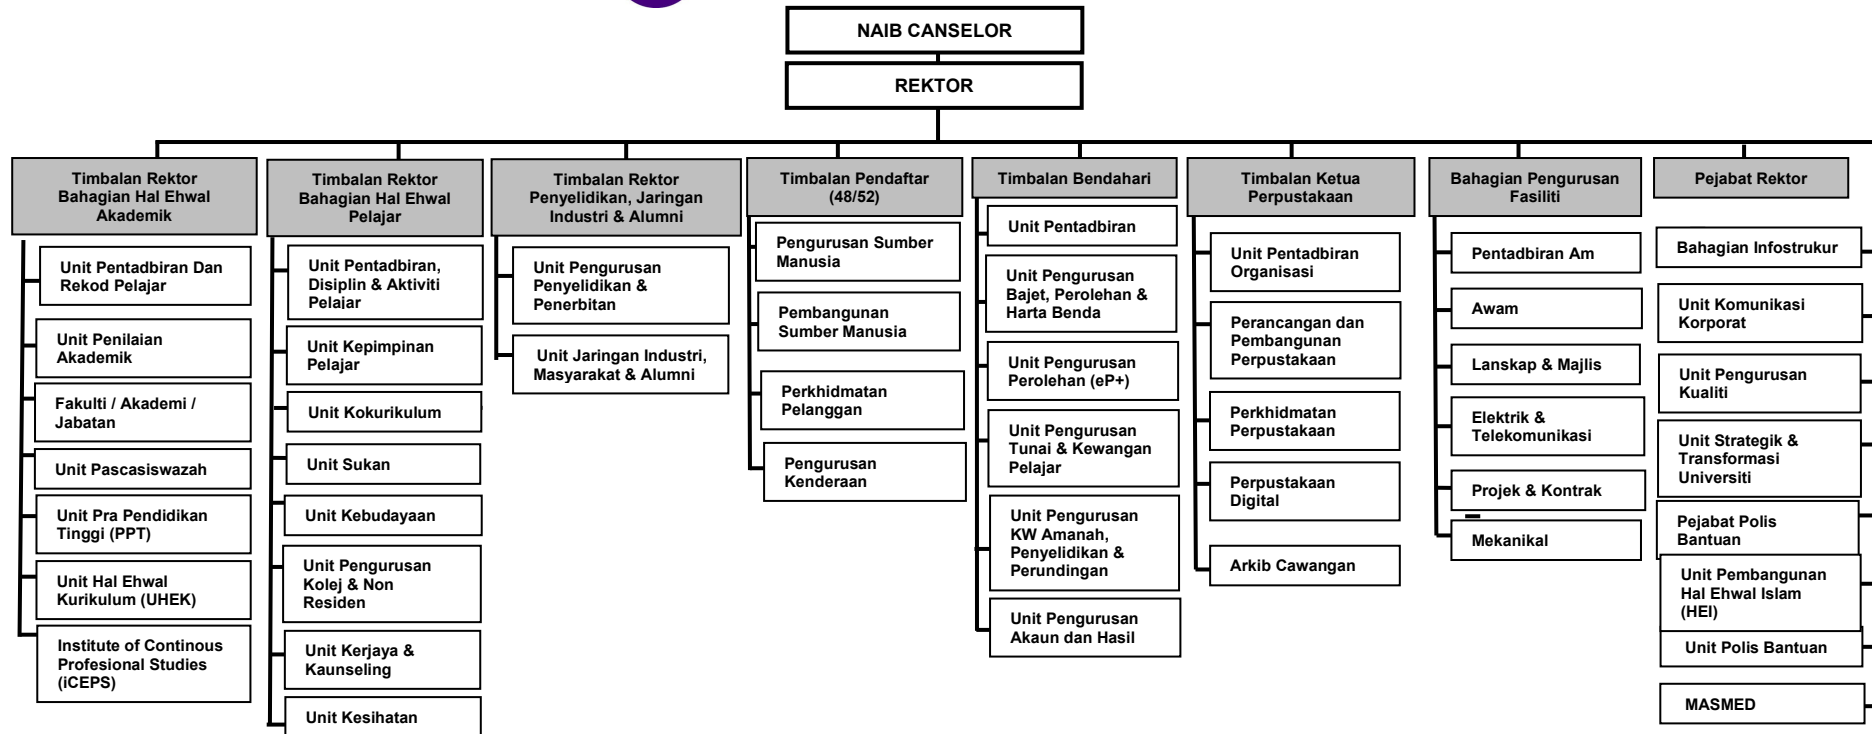 NAIB CANSELOR
REKTOR
Timbalan Rektor
Bahagian Hal Ehwal
Akademik
Unit Pentadbiran Dan
Rekod Pelajar
Unit Penilaian
Akademik
Fakulti / Akademi /
Jabatan
Unit Pascasiswazah
Unit Pra Pendidikan
Tinggi (PPT)
Unit Hal Ehwal
Kurikulum (UHEK)
Institute of Continous
Profesional Studies
(iCEPS)
Timbalan Rektor
Bahagian Hal Ehwal
Pelajar
Unit Pentadbiran,
Disiplin & Aktiviti
Pelajar
Unit Kepimpinan
Pelajar
Unit Kokurikulum
Unit Sukan
Unit Kebudayaan
Unit Pengurusan
Kolej & Non
Residen
Unit Kerjaya &
Kaunseling
Unit Kesihatan
Timbalan Rektor
Penyelidikan, Jaringan
Industri & Alumni
Unit Pengurusan
Penyelidikan &
Penerbitan
Unit Jaringan Industri,
Masyarakat & Alumni
Timbalan Pendaftar
(48/52)
Pengurusan Sumber
Manusia
Pembangunan
Sumber Manusia
Perkhidmatan
Pelanggan
Pengurusan
Kenderaan
Timbalan Bendahari
Unit Pentadbiran
Unit Pengurusan
Bajet, Perolehan &
Harta Benda
Unit Pengurusan
Perolehan (eP+)
Unit Pengurusan
Tunai & Kewangan
Pelajar
Unit Pengurusan
KW Amanah,
Penyelidikan &
Perundingan
Unit Pengurusan
Akaun dan Hasil
Timbalan Ketua
Perpustakaan
Unit Pentadbiran
Organisasi
Perancangan dan
Pembangunan
Perpustakaan
Perkhidmatan
Perpustakaan
Perpustakaan
Digital
Arkib Cawangan
Bahagian Pengurusan
Fasiliti
Pentadbiran Am
Awam
Lanskap & Majlis
Elektrik &
Telekomunikasi
Projek & Kontrak
Mekanikal
Pejabat Rektor
Bahagian Infostrukur
Unit Komunikasi
Korporat
Unit Pengurusan
Kualiti
Unit Strategik &
Transformasi
Universiti
Pejabat Polis
Bantuan
Unit Pembangunan
Hal Ehwal Islam
(HEI)
Unit Polis Bantuan
MASMED